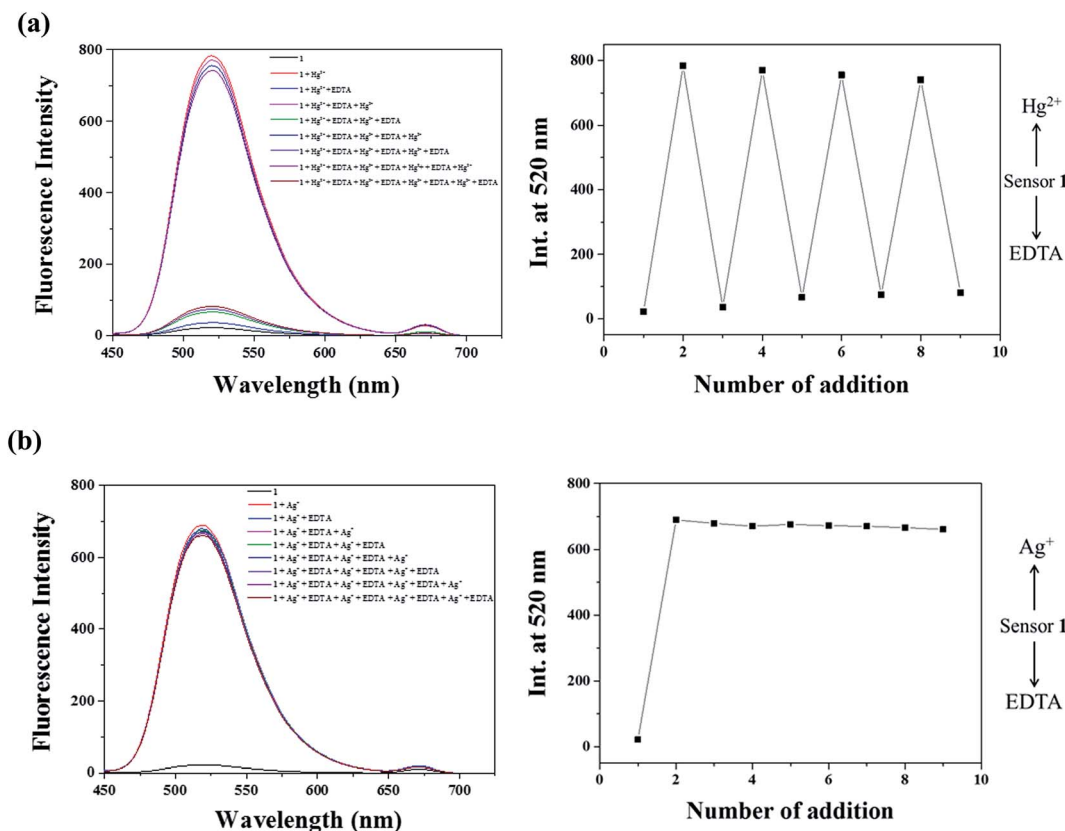 (a)
800
600
400
200
0
450
500
550
600
650
700
Fluorescence Intensity
Wavelength (nm)
1
1 + Hg²⁺
1 + Hg²⁺ + EDTA
1 + Hg²⁺ + EDTA + Hg²⁺
1 + Hg²⁺ + EDTA + Hg²⁺ + EDTA
1 + Hg²⁺ + EDTA + Hg²⁺ + EDTA + Hg²⁺
1 + Hg²⁺ + EDTA + Hg²⁺ + EDTA + Hg²⁺ + EDTA
1 + Hg²⁺ + EDTA + Hg²⁺ + EDTA + Hg²⁺ + EDTA + Hg²⁺
1 + Hg²⁺ + EDTA + Hg²⁺ + EDTA + Hg²⁺ + EDTA + Hg²⁺ + EDTA
800
600
400
200
0
0
2
4
6
8
10
Int. at 520 nm
Number of addition
Hg²⁺
Sensor 1
EDTA
(b)
800
600
400
200
0
450
500
550
600
650
700
Fluorescence Intensity
Wavelength (nm)
1
1 + Ag⁺
1 + Ag⁺ + EDTA
1 + Ag⁺ + EDTA + Ag⁺
1 + Ag⁺ + EDTA + Ag⁺ + EDTA
1 + Ag⁺ + EDTA + Ag⁺ + EDTA + Ag⁺
1 + Ag⁺ + EDTA + Ag⁺ + EDTA + Ag⁺ + EDTA
1 + Ag⁺ + EDTA + Ag⁺ + EDTA + Ag⁺ + EDTA + Ag⁺
1 + Ag⁺ + EDTA + Ag⁺ + EDTA + Ag⁺ + EDTA + Ag⁺ + EDTA
800
600
400
200
0
0
2
4
6
8
10
Int. at 520 nm
Number of addition
Ag⁺
Sensor 1
EDTA